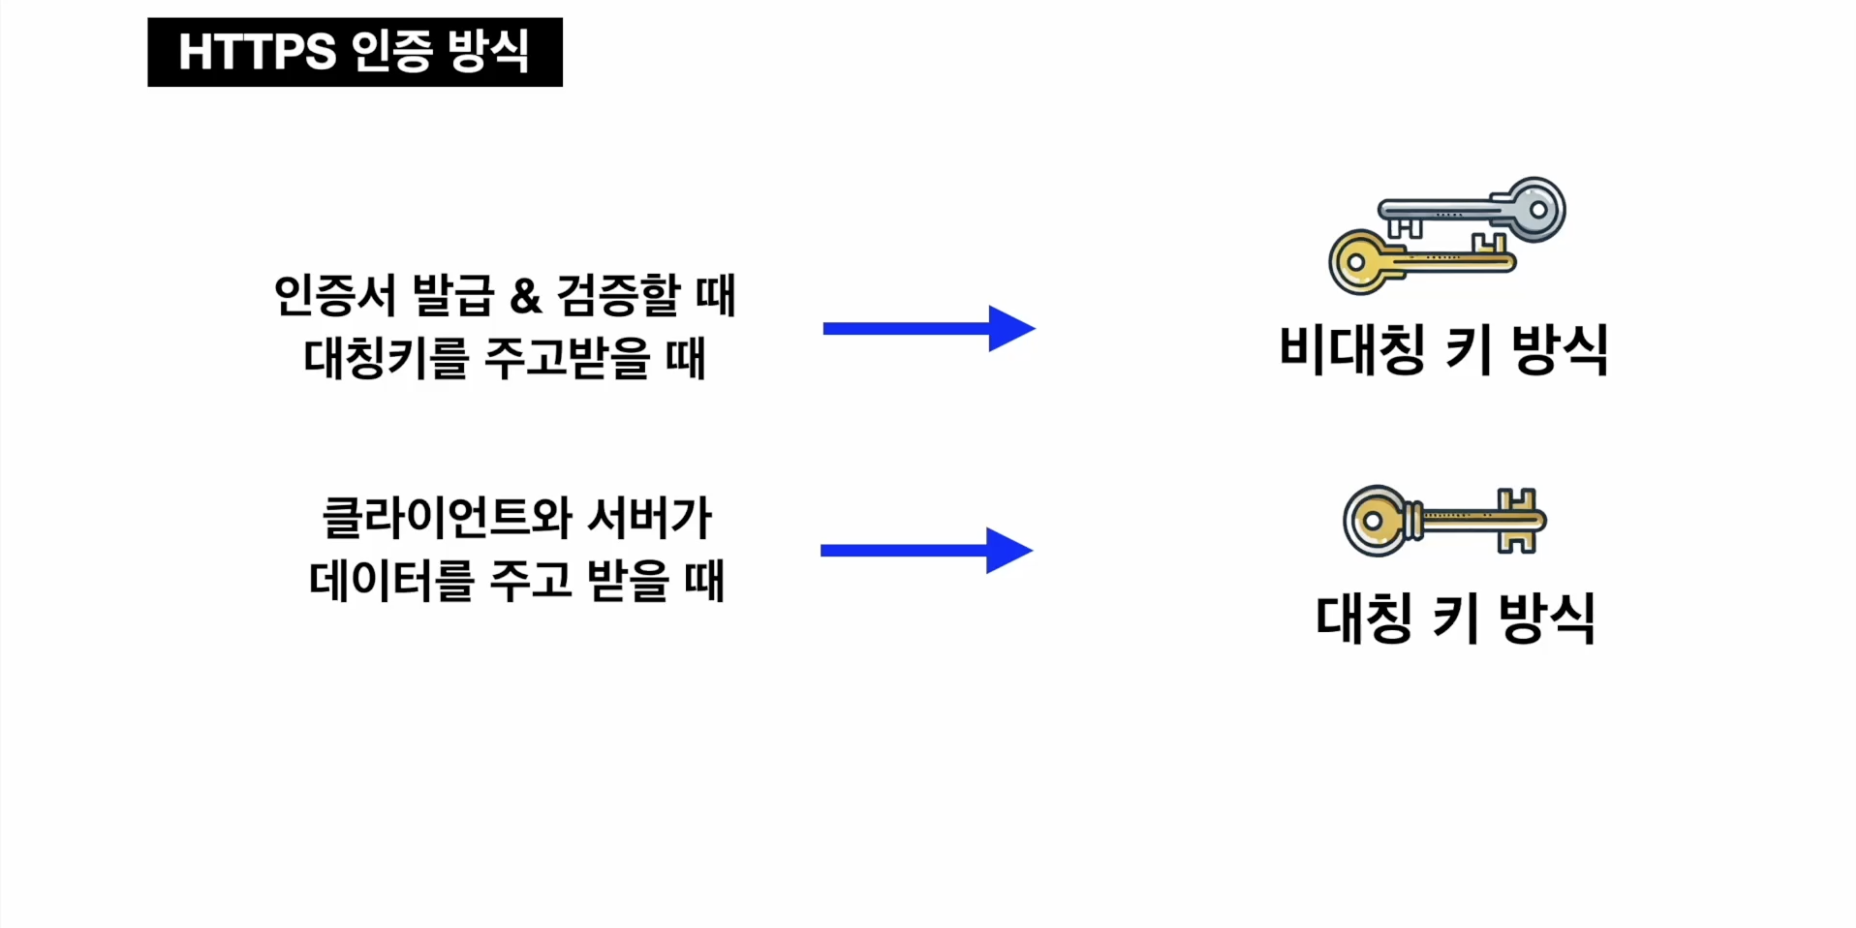 HTTPS 인증 방식
인증서 발급 & 검증할 때
대칭키를 주고받을 때
비대칭 키 방식
클라이언트와 서버가
데이터를 주고 받을 때
대칭 키 방식